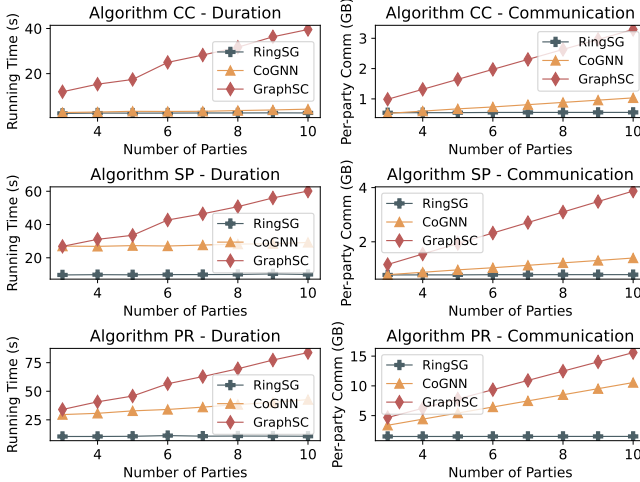 Algorithm CC - Duration
Running Time (s)
40
20
4
6
8
10
Number of Parties
RingSG
CoGNN
GraphSC
Algorithm CC - Communication
Per-party Comm (GB)
3
2
1
4
6
8
10
Number of Parties
RingSG
CoGNN
GraphSC
Algorithm SP - Duration
Running Time (s)
60
40
20
4
6
8
10
Number of Parties
RingSG
CoGNN
GraphSC
Algorithm SP - Communication
Per-party Comm (GB)
4
2
4
6
8
10
Number of Parties
RingSG
CoGNN
GraphSC
Algorithm PR - Duration
Running Time (s)
75
50
25
4
6
8
10
Number of Parties
RingSG
CoGNN
GraphSC
Algorithm PR - Communication
Per-party Comm (GB)
15
10
5
4
6
8
10
Number of Parties
RingSG
CoGNN
GraphSC